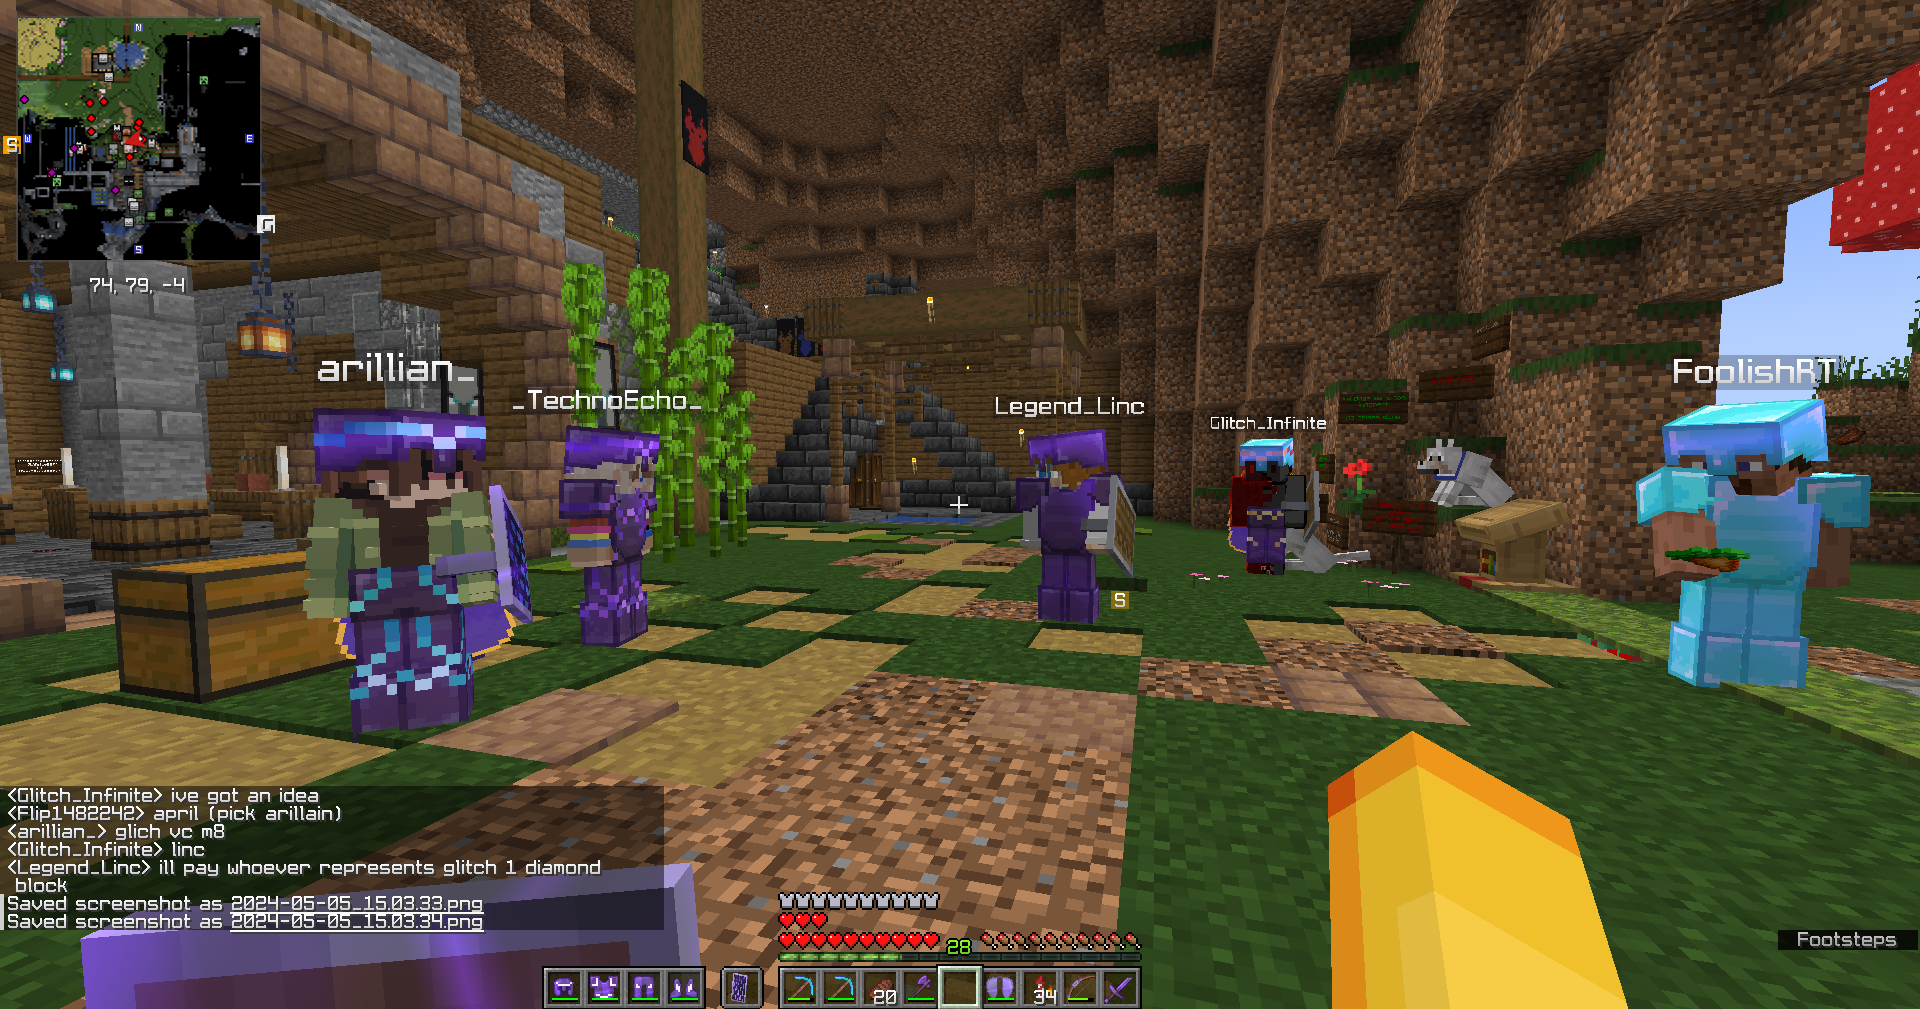 N
S
W
E
G
S
74, 79, -4
arillian_
_TechnoEcho_
Legend_Linc
Glitch_Infinite
FoolishRT
S
<Glitch_Infinite> ive got an idea
<Flip1482242> april (pick arillain)
<arillian_> glich vc m8
<Glitch_Infinite> linc
<Legend_Linc> ill pay whoever represents glitch 1 diamond
block
Saved screenshot as 2024-05-05_15.03.33.png
Saved screenshot as 2024-05-05_15.03.34.png
Footsteps
28
20
34